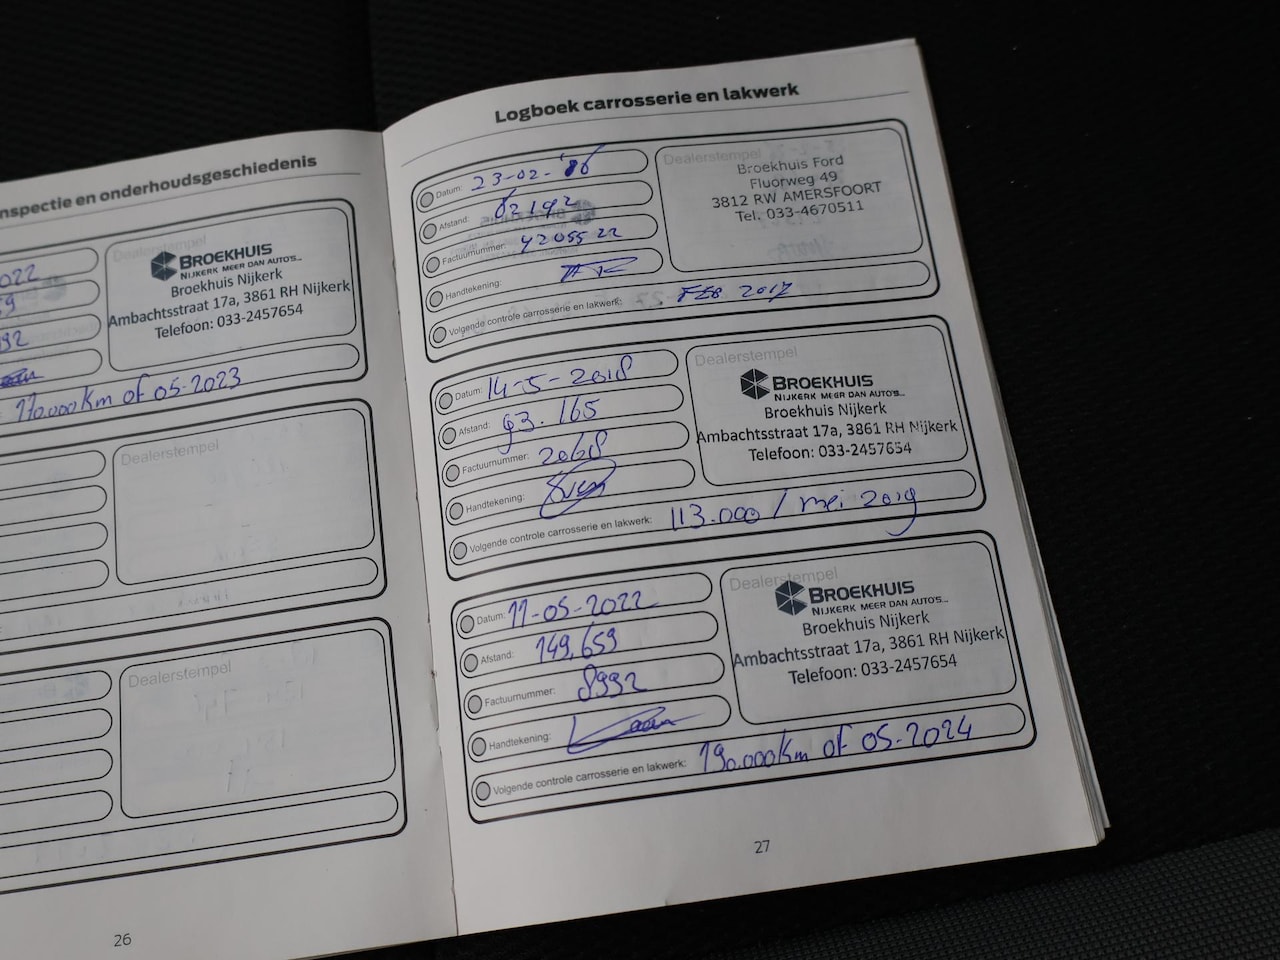 nspectie en onderhoudsgeschiedenis
022
59
992
Dealerstempel
BROEKHUIS
NIJKERK MEER DAN AUTO'S...
Broekhuis Nijkerk
Ambachtsstraat 17a, 3861 RH Nijkerk
Telefoon: 033-2457654
170.000km of 05-2023
Dealerstempel
Dealerstempel
26
Logboek carrosserie en lakwerk
Datum: 23-02-'16
Afstand: 62192
Factuurnummer: 4205522
Handtekening:
Volgende controle carrosserie en lakwerk: FEB 2017
Dealerstempel
Broekhuis Ford
Fluorweg 49
3812 RW AMERSFOORT
Tel. 033-4670511
Datum: 14-5-2018
Afstand: 93.165
Factuurnummer: 2068
Handtekening:
Volgende controle carrosserie en lakwerk: 113.000 / mei 2019
Dealerstempel
BROEKHUIS
NIJKERK MEER DAN AUTO'S...
Broekhuis Nijkerk
Ambachtsstraat 17a, 3861 RH Nijkerk
Telefoon: 033-2457654
Datum: 11-05-2022
Afstand: 149.659
Factuurnummer: 8992
Handtekening:
Volgende controle carrosserie en lakwerk: 190.000km of 05-2024
Dealerstempel
BROEKHUIS
NIJKERK MEER DAN AUTO'S...
Broekhuis Nijkerk
Ambachtsstraat 17a, 3861 RH Nijkerk
Telefoon: 033-2457654
27